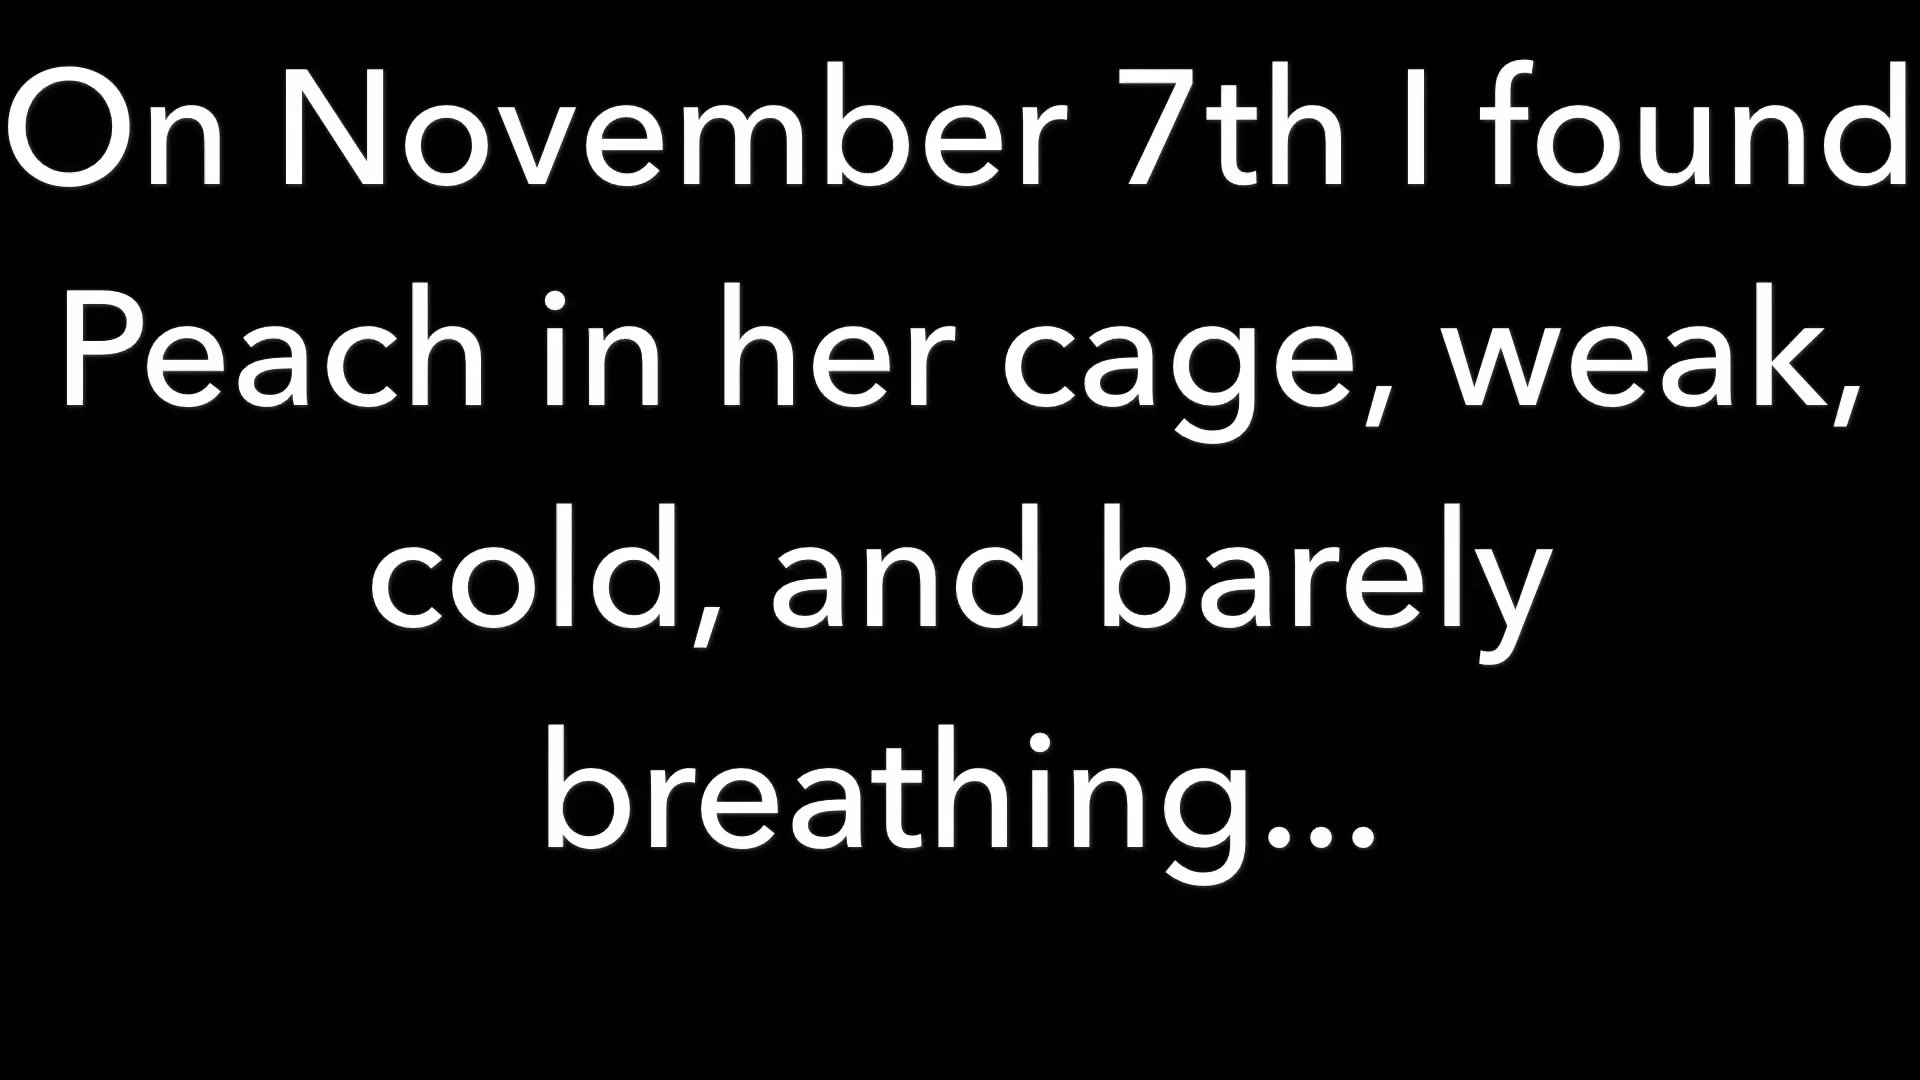 On November 7th I found
Peach in her cage, weak,
cold, and barely
breathing...